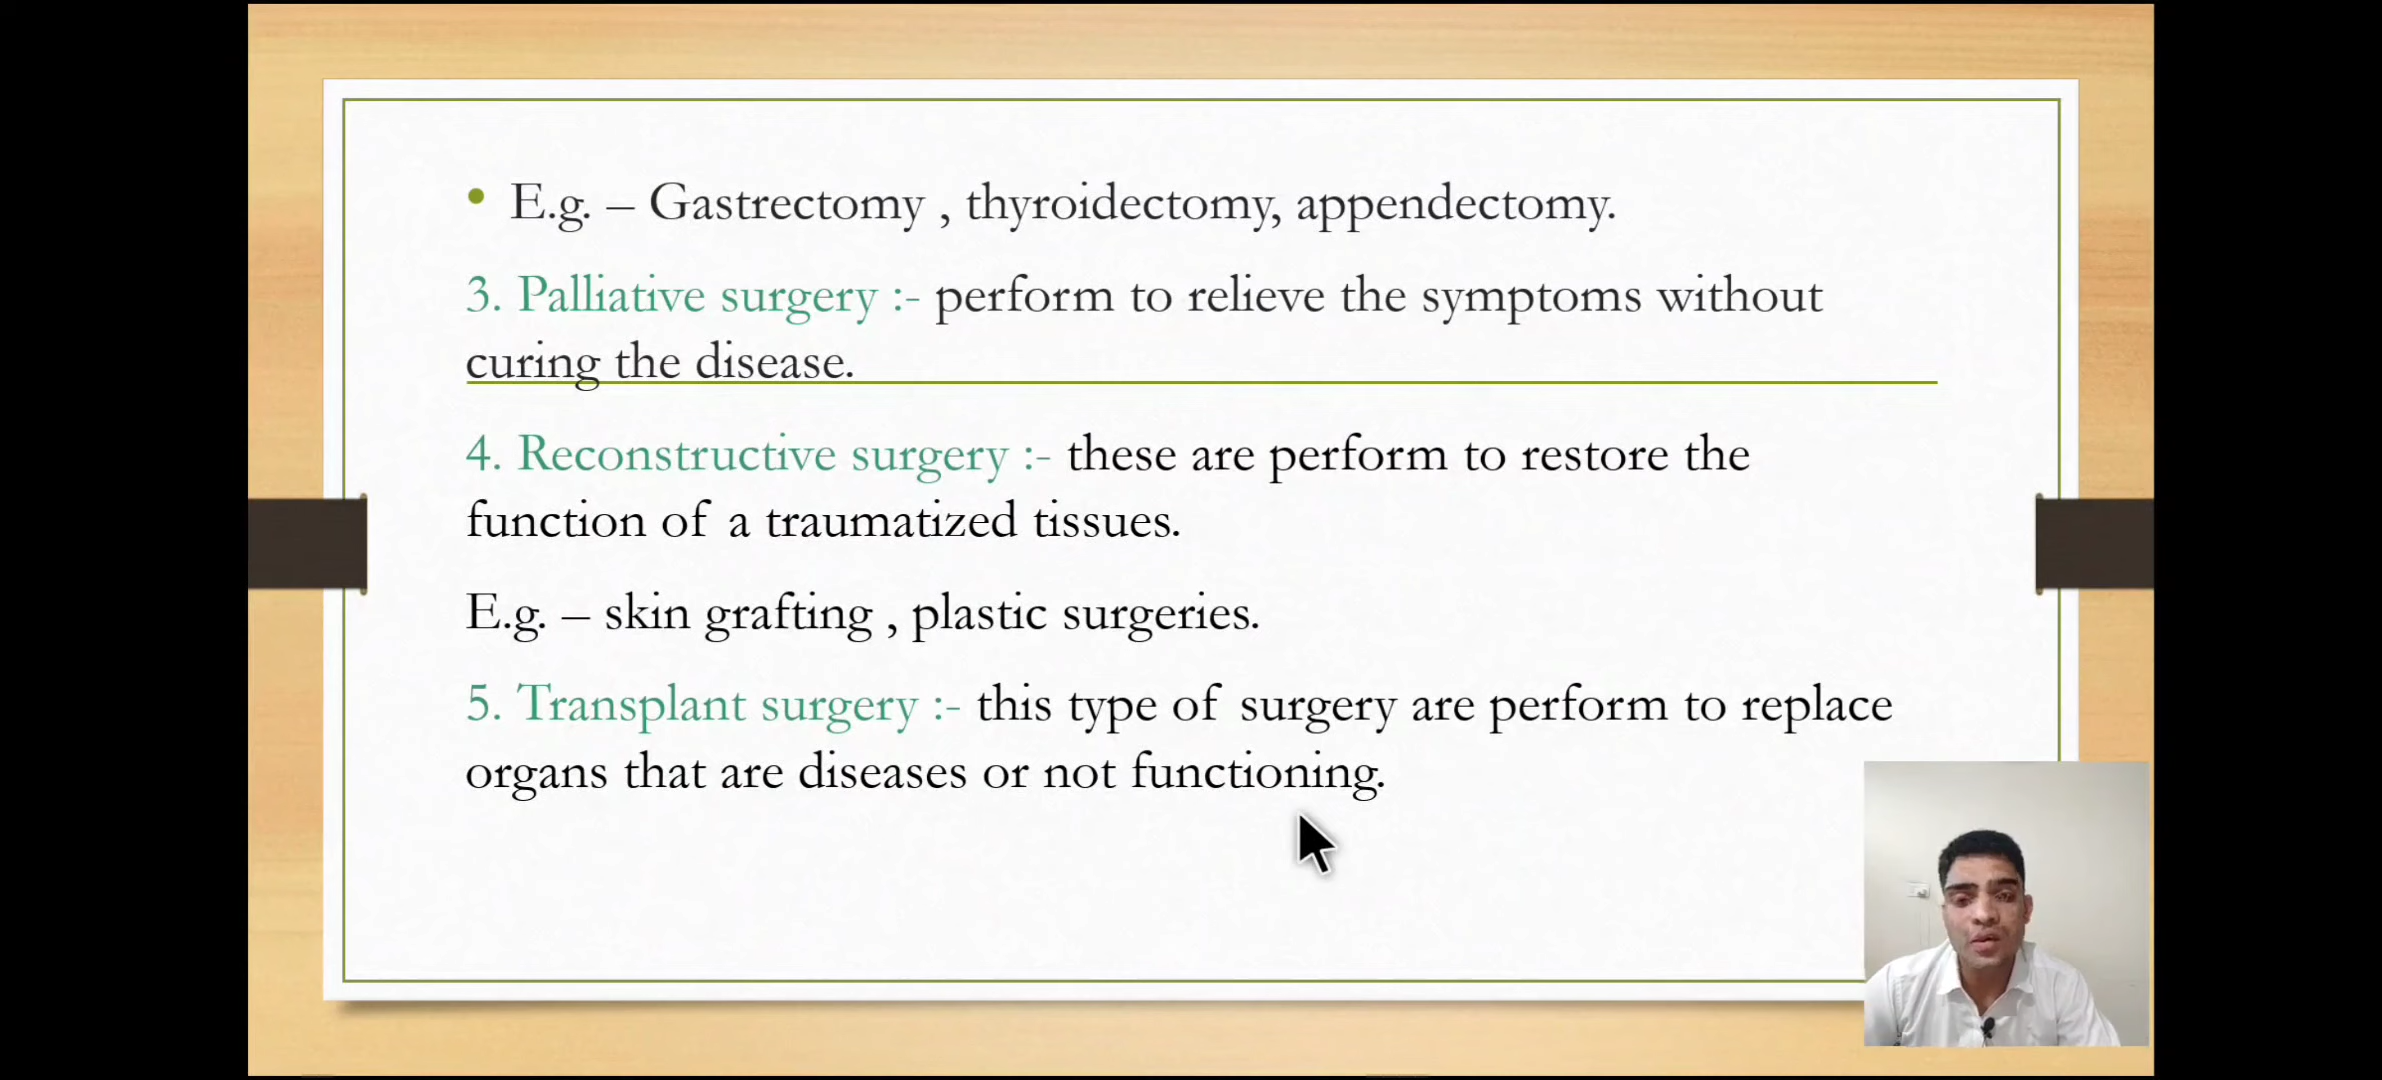 • E.g. – Gastrectomy , thyroidectomy, appendectomy.
3. Palliative surgery :- perform to relieve the symptoms without
curing the disease.
4. Reconstructive surgery :- these are perform to restore the
function of a traumatized tissues.
E.g. – skin grafting , plastic surgeries.
5. Transplant surgery :- this type of surgery are perform to replace
organs that are diseases or not functioning.